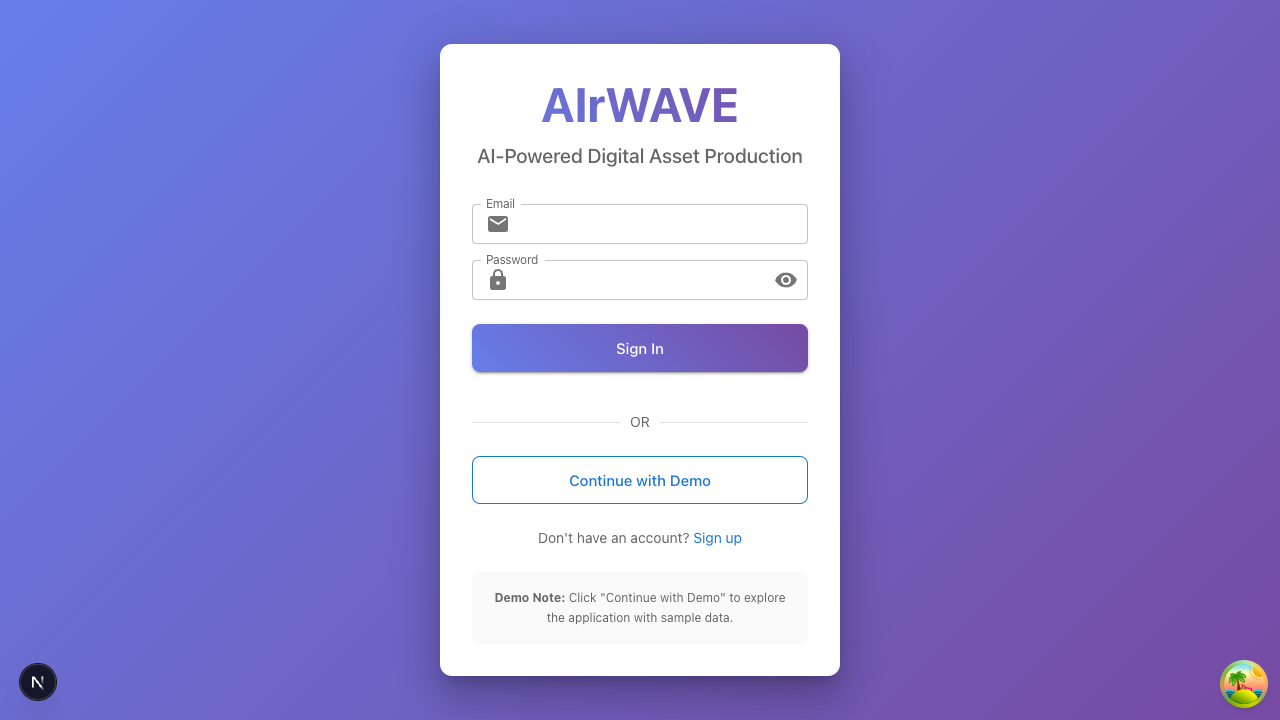 AIrWAVE
AI-Powered Digital Asset Production
Email
Password
Sign In
OR
Continue with Demo
Don't have an account? Sign up
Demo Note: Click "Continue with Demo" to explore
the application with sample data.
N